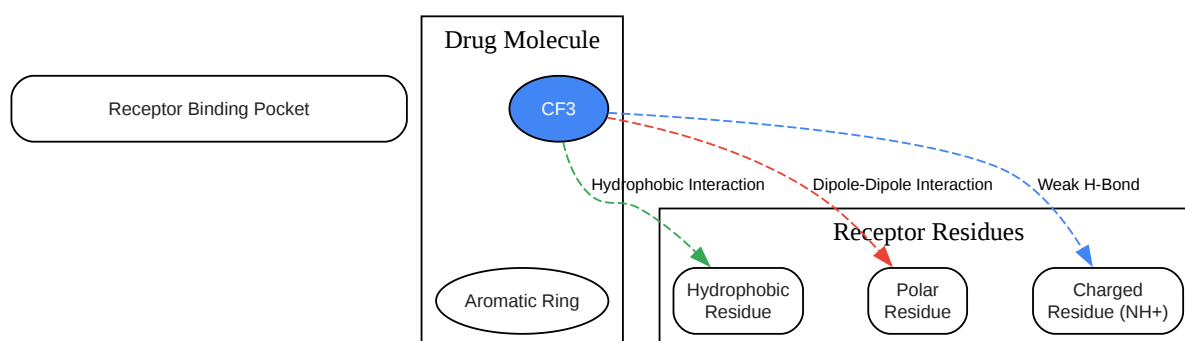 Drug Molecule
Receptor Binding Pocket
CF3
Hydrophobic Interaction
Dipole-Dipole Interaction
Weak H-Bond
Receptor Residues
Aromatic Ring
Hydrophobic
Residue
Polar
Residue
Charged
Residue (NH+)